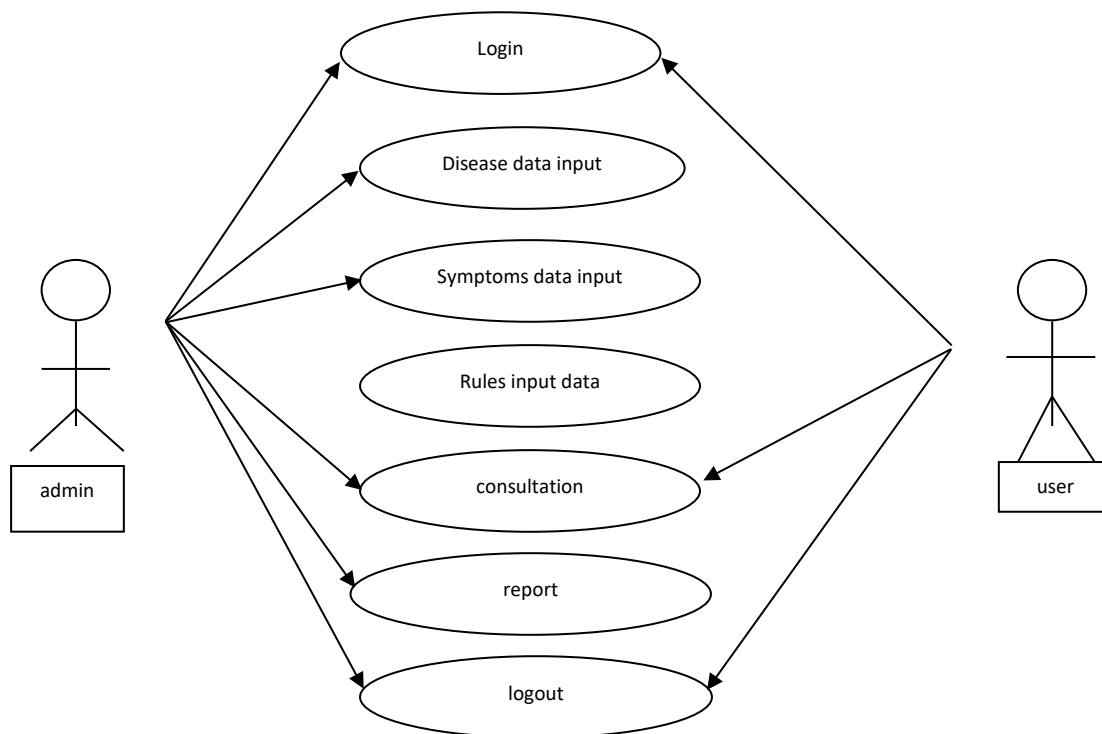 Login
Disease data input
Symptoms data input
Rules input data
consultation
admin
user
report
logout